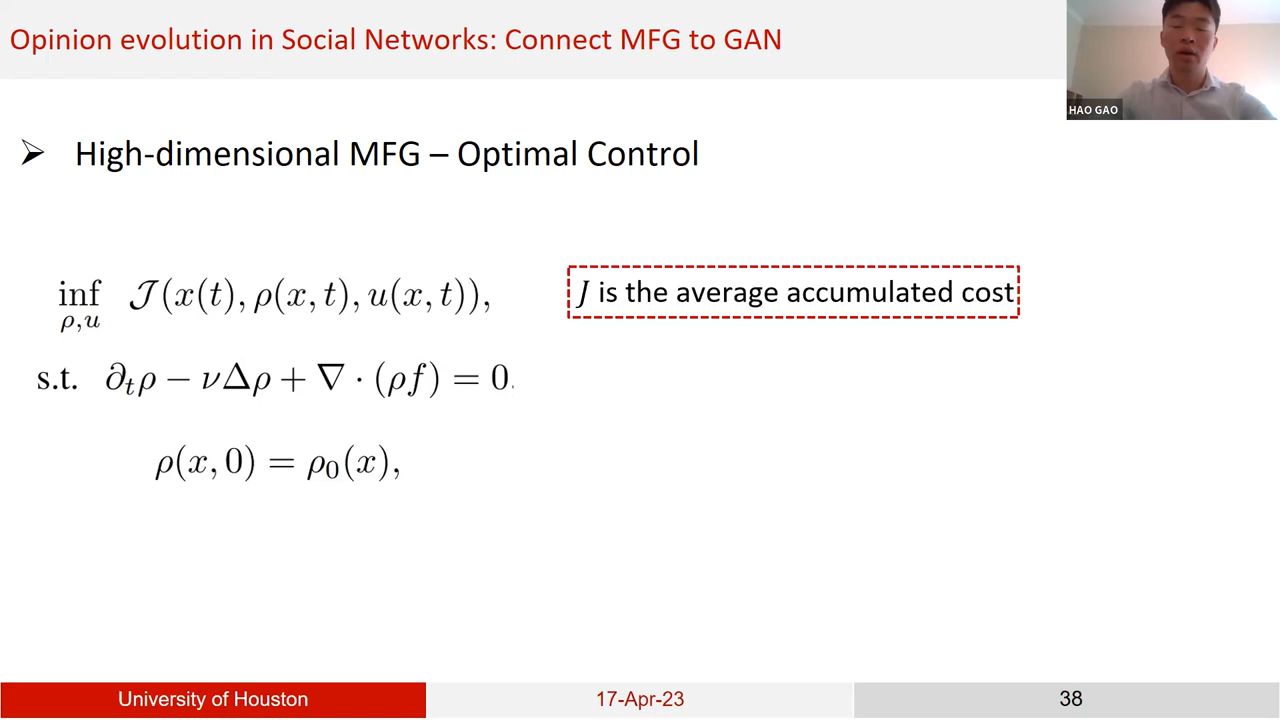 Opinion evolution in Social Networks: Connect MFG to GAN
HAO GAO
➢ High-dimensional MFG – Optimal Control
inf 𝒥(x(t), ρ(x, t), u(x, t)),
ρ,u
J is the average accumulated cost
s.t. ∂ₜρ − νΔρ + ∇ · (ρf) = 0.
ρ(x, 0) = ρ₀(x),
University of Houston
17-Apr-23
38